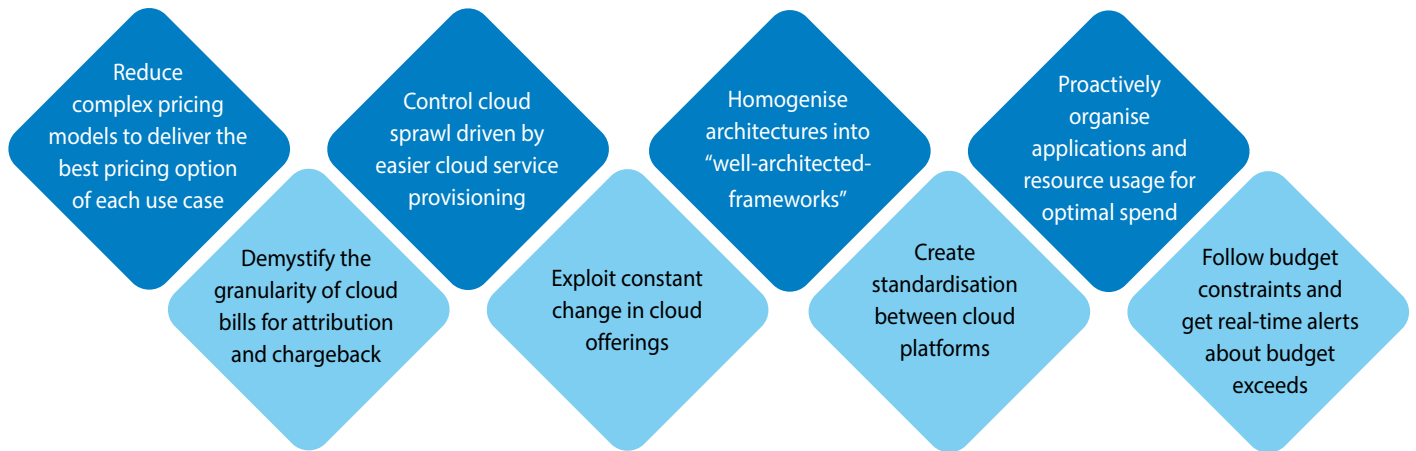 Reduce
complex pricing
models to deliver the
best pricing option
of each use case
Demystify the
granularity of cloud
bills for attribution
and chargeback
Control cloud
sprawl driven by
easier cloud service
provisioning
Exploit constant
change in cloud
offerings
Homogenise
architectures into
“well-architected-
frameworks”
Create
standardisation
between cloud
platforms
Proactively
organise
applications and
resource usage for
optimal spend
Follow budget
constraints and
get real-time alerts
about budget
exceeds